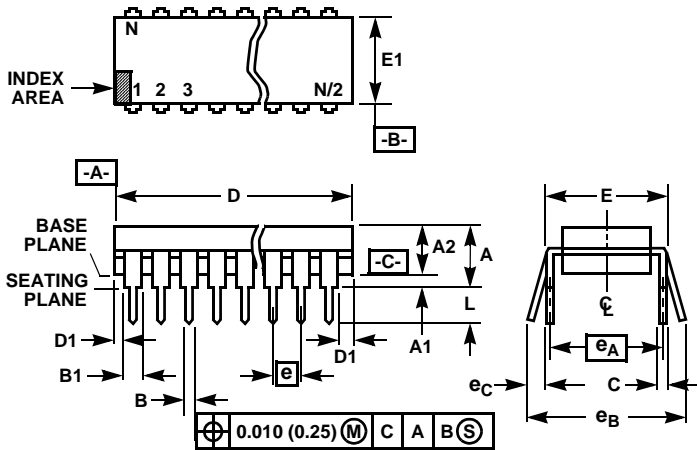 N
INDEX
AREA
1 2 3 N/2
E1
-B-
-A-
D
E
BASE
PLANE
A2
A
-C-
SEATING
PLANE
L
CL
D1
A1
D1
eA
B1
e
eC
C
B
eB
⌖ 0.010 (0.25) Ⓜ C A B Ⓢ